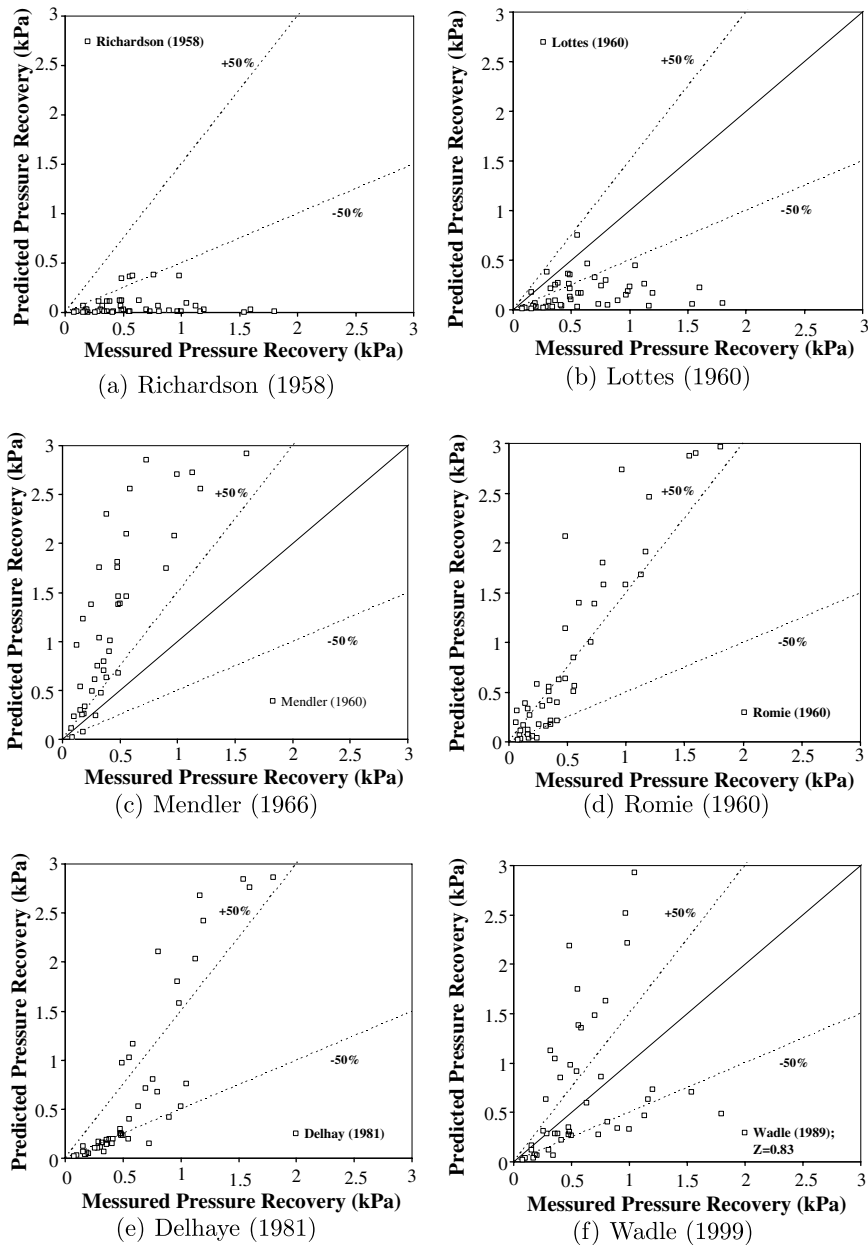 Predicted Pressure Recovery (kPa)
3
2.5
2
1.5
1
0.5
0
Richardson (1958)
+50%
-50%
0 0.5 1 1.5 2 2.5 3
Messured Pressure Recovery (kPa)
(a) Richardson (1958)
Predicted Pressure Recovery (kPa)
3
2.5
2
1.5
1
0.5
0
Lottes (1960)
+50%
-50%
0 0.5 1 1.5 2 2.5 3
Messured Pressure Recovery (kPa)
(b) Lottes (1960)
Predicted Pressure Recovery (kPa)
3
2.5
2
1.5
1
0.5
0
+50%
-50%
Mendler (1960)
0 0.5 1 1.5 2 2.5 3
Messured Pressure Recovery (kPa)
(c) Mendler (1966)
Predicted Pressure Recovery (kPa)
3
2.5
2
1.5
1
0.5
0
+50%
-50%
Romie (1960)
0 0.5 1 1.5 2 2.5 3
Messured Pressure Recovery (kPa)
(d) Romie (1960)
Predicted Pressure Recovery (kPa)
3
2.5
2
1.5
1
0.5
0
+50%
-50%
Delhay (1981)
0 0.5 1 1.5 2 2.5 3
Messured Pressure Recovery (kPa)
(e) Delhaye (1981)
Predicted Pressure Recovery (kPa)
3
2.5
2
1.5
1
0.5
0
+50%
-50%
Wadle (1989);
Z=0.83
0 0.5 1 1.5 2 2.5 3
Messured Pressure Recovery (kPa)
(f) Wadle (1999)